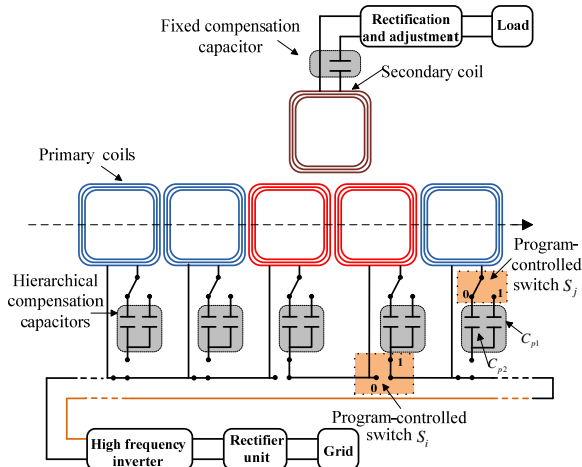 Rectification
and adjustment
Load
Fixed compensation
capacitor
Secondary coil
Primary coils
Program-
controlled
switch Sj
0
1
Hierarchical
compensation
capacitors
Cp1
Cp2
1
0
Program-controlled
switch Si
High frequency
inverter
Rectifier
unit
Grid